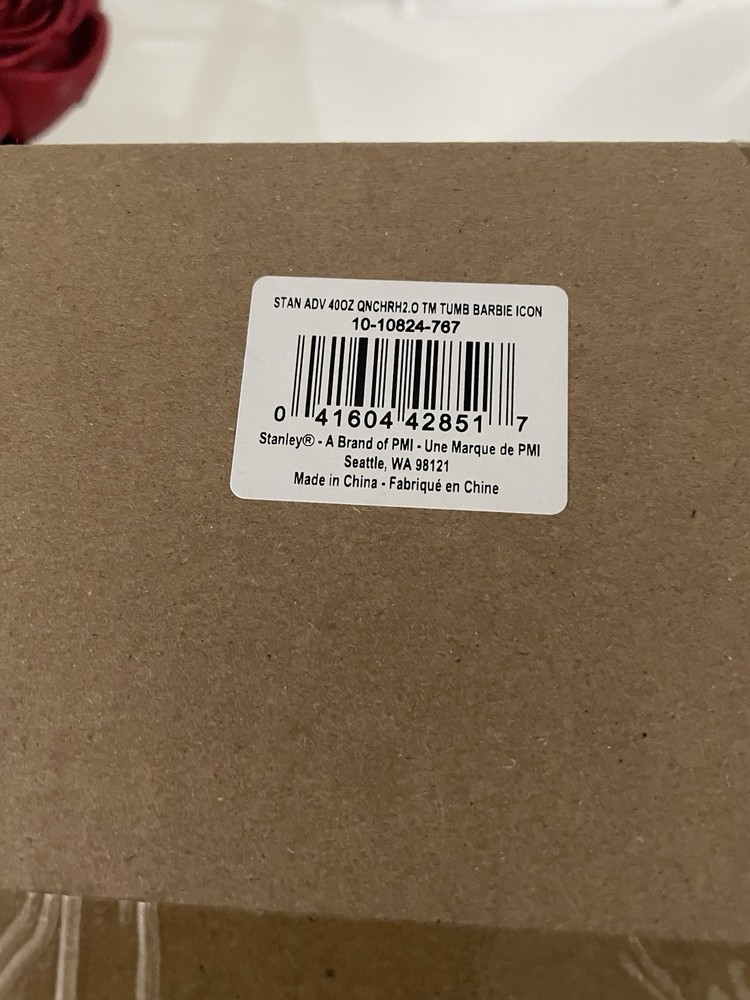 STAN ADV 40OZ QNCHRH2.O TM TUMB BARBIE ICON
10-10824-767
0 41604 42851 7
Stanley® - A Brand of PMI - Une Marque de PMI
Seattle, WA 98121
Made in China - Fabriqué en Chine